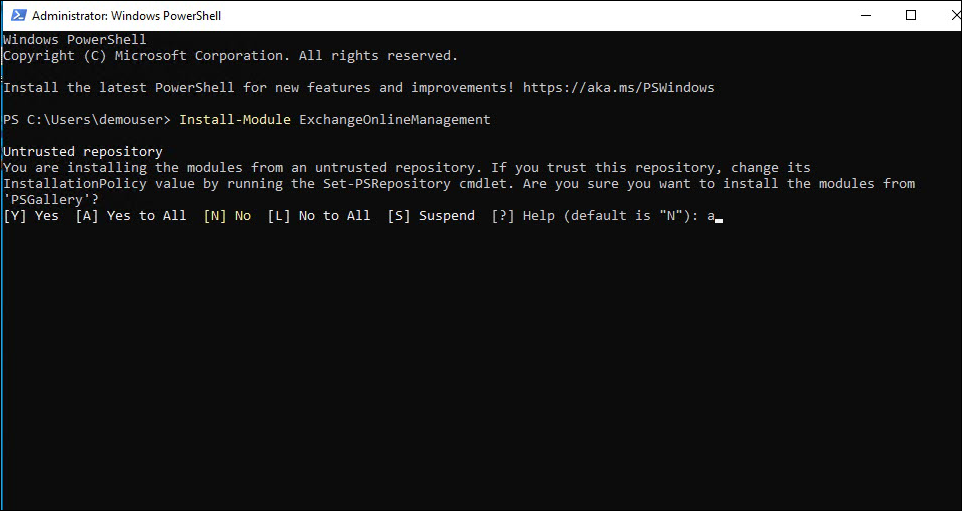 Administrator: Windows PowerShell
Windows PowerShell
Copyright (C) Microsoft Corporation. All rights reserved.
Install the latest PowerShell for new features and improvements! https://aka.ms/PSWindows
PS C:\Users\demouser> Install-Module ExchangeOnlineManagement
Untrusted repository
You are installing the modules from an untrusted repository. If you trust this repository, change its
InstallationPolicy value by running the Set-PSRepository cmdlet. Are you sure you want to install the modules from
'PSGallery'?
[Y] Yes  [A] Yes to All  [N] No  [L] No to All  [S] Suspend  [?] Help (default is "N"): a